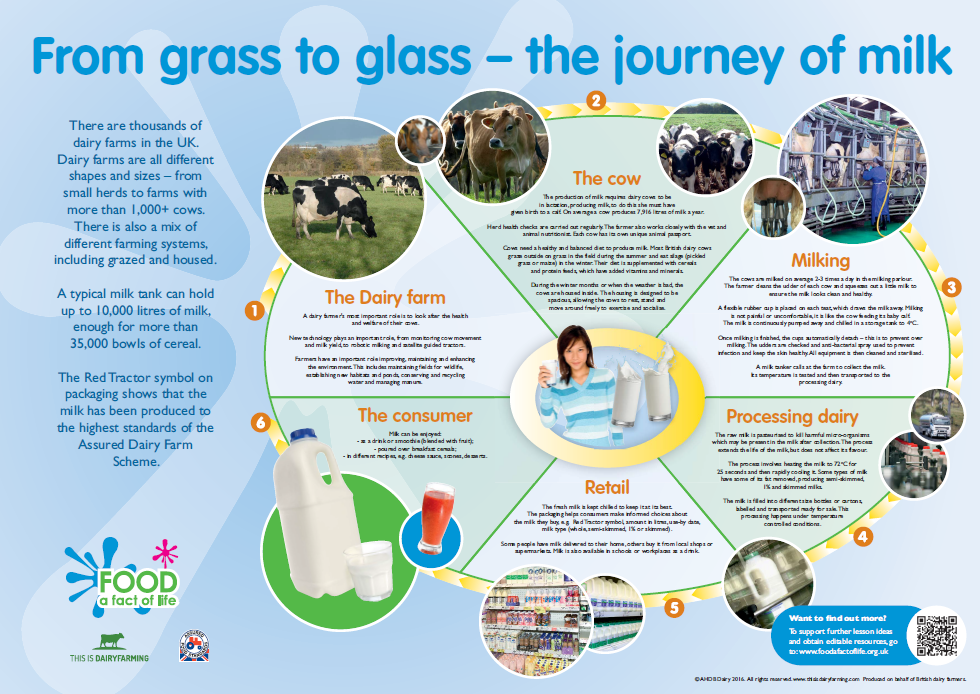 From grass to glass – the journey of milk
There are thousands of
dairy farms in the UK.
Dairy farms are all different
shapes and sizes – from
small herds to farms with
more than 1,000+ cows.
There is also a mix of
different farming systems,
including grazed and housed.
A typical milk tank can hold
up to 10,000 litres of milk,
enough for more than
35,000 bowls of cereal.
The Red Tractor symbol on
packaging shows that the
milk has been produced to
the highest standards of the
Assured Dairy Farm
Scheme.
1
The Dairy farm
A dairy farmer's most important role is to look after the health
and welfare of their cows.
New technology plays an important role, from monitoring cow movement
and milk yield, to robotic milking and satellite guided tractors.
Farmers have an important role improving, maintaining and enhancing
the environment. This includes maintaining fields for wildlife,
establishing new habitats and ponds, conserving and recycling
water and managing manure.
2
The cow
The production of milk requires dairy cows to be
in lactation, producing milk, to do this she must have
given birth to a calf. On average a cow produces 7,916 litres of milk a year.
Herd health checks are carried out regularly. The farmer also works closely with the vet and
animal nutritionist. Each cow has its own unique animal passport.
Cows need a healthy and balanced diet to produce milk. Most British dairy cows
graze outside on grass in the field during the summer and eat silage (pickled
grass or maize) in the winter. Their diet is supplemented with cereals
and protein feeds, which have added vitamins and minerals.
During the winter months or when the weather is bad, the
cows are housed inside. The housing is designed to be
spacious, allowing the cows to rest, stand and
move around freely to exercise and socialise.
3
Milking
The cows are milked on average 2-3 times a day in the milking parlour.
The farmer cleans the udder of each cow and squeezes out a little milk to
ensure the milk looks clean and healthy.
A flexible rubber cup is placed on each teat, which draws the milk away. Milking
is not painful or uncomfortable, it is like the cow feeding its baby calf.
The milk is continuously pumped away and chilled in a storage tank to 4°C.
Once milking is finished, the cups automatically detach – this is to prevent over
milking. The udders are checked and anti-bacterial spray used to prevent
infection and keep the skin healthy. All equipment is then cleaned and sterilised.
A milk tanker calls at the farm to collect the milk.
Its temperature is tested and then transported to the
processing dairy.
4
Processing dairy
The raw milk is pasteurised to kill harmful micro-organisms
which may be present in the milk after collection. The process
extends the life of the milk, but does not affect its flavour.
The process involves heating the milk to 72°C for
25 seconds and then rapidly cooling it. Some types of milk
have some of its fat removed, producing semi-skimmed,
1% and skimmed milks.
The milk is filled into different size bottles or cartons,
labelled and transported ready for sale. This
processing happens under temperature
controlled conditions.
5
Retail
The fresh milk is kept chilled to keep it at its best.
The packaging helps consumers make informed choices about
the milk they buy, e.g. Red Tractor symbol, amount in litres, use-by date,
milk type (whole, semi-skimmed, 1% or skimmed).
Some people have milk delivered to their home, others buy it from local shops or
supermarkets. Milk is also available in schools or workplaces as a drink.
6
The consumer
Milk can be enjoyed:
- as a drink or smoothie (blended with fruit);
- poured over breakfast cereals;
- in different recipes, e.g. cheese sauce, scones, desserts.
FOOD
a fact of life
THIS IS DAIRYFARMING
ASSURED
Want to find out more?
To support further lesson ideas
and obtain editable resources, go
to: www.foodafactoflife.org.uk
©AHDB Dairy 2016. All rights reserved. www.thisisdairyfarming.com Produced on behalf of British dairy farmers.